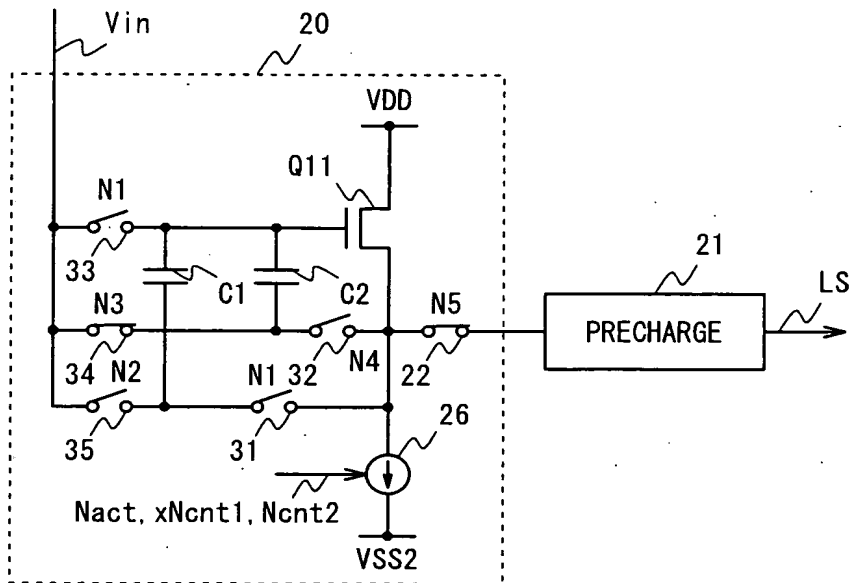 Vin
20
VDD
Q11
N1
33
C1
C2
N5
21
LS
N3
PRECHARGE
34
32
N4
22
N2
N1
35
31
26
Nact, xNcnt1, Ncnt2
VSS2